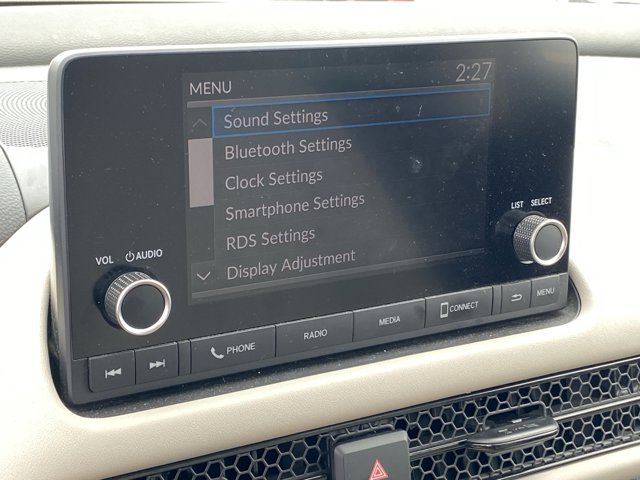 MENU 2:27
Sound Settings
Bluetooth Settings
Clock Settings
Smartphone Settings
RDS Settings
Display Adjustment
VOL AUDIO
LIST SELECT
PHONE
RADIO
MEDIA
CONNECT
MENU